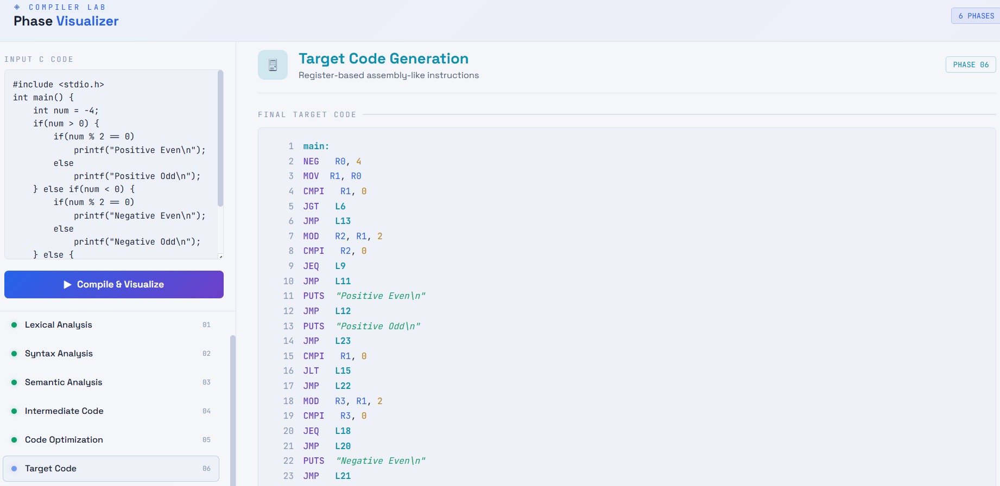 ◈ COMPILER LAB
Phase Visualizer
6 PHASES
INPUT C CODE
#include <stdio.h>
int main() {
    int num = -4;
    if(num > 0) {
        if(num % 2 == 0)
            printf("Positive Even\n");
        else
            printf("Positive Odd\n");
    } else if(num < 0) {
        if(num % 2 == 0)
            printf("Negative Even\n");
        else
            printf("Negative Odd\n");
    } else {
▶ Compile & Visualize
Lexical Analysis 01
Syntax Analysis 02
Semantic Analysis 03
Intermediate Code 04
Code Optimization 05
Target Code 06
Target Code Generation
Register-based assembly-like instructions
PHASE 06
FINAL TARGET CODE
1 main:
2 NEG R0, 4
3 MOV R1, R0
4 CMPI R1, 0
5 JGT L6
6 JMP L13
7 MOD R2, R1, 2
8 CMPI R2, 0
9 JEQ L9
10 JMP L11
11 PUTS "Positive Even\n"
12 JMP L12
13 PUTS "Positive Odd\n"
14 JMP L23
15 CMPI R1, 0
16 JLT L15
17 JMP L22
18 MOD R3, R1, 2
19 CMPI R3, 0
20 JEQ L18
21 JMP L20
22 PUTS "Negative Even\n"
23 JMP L21